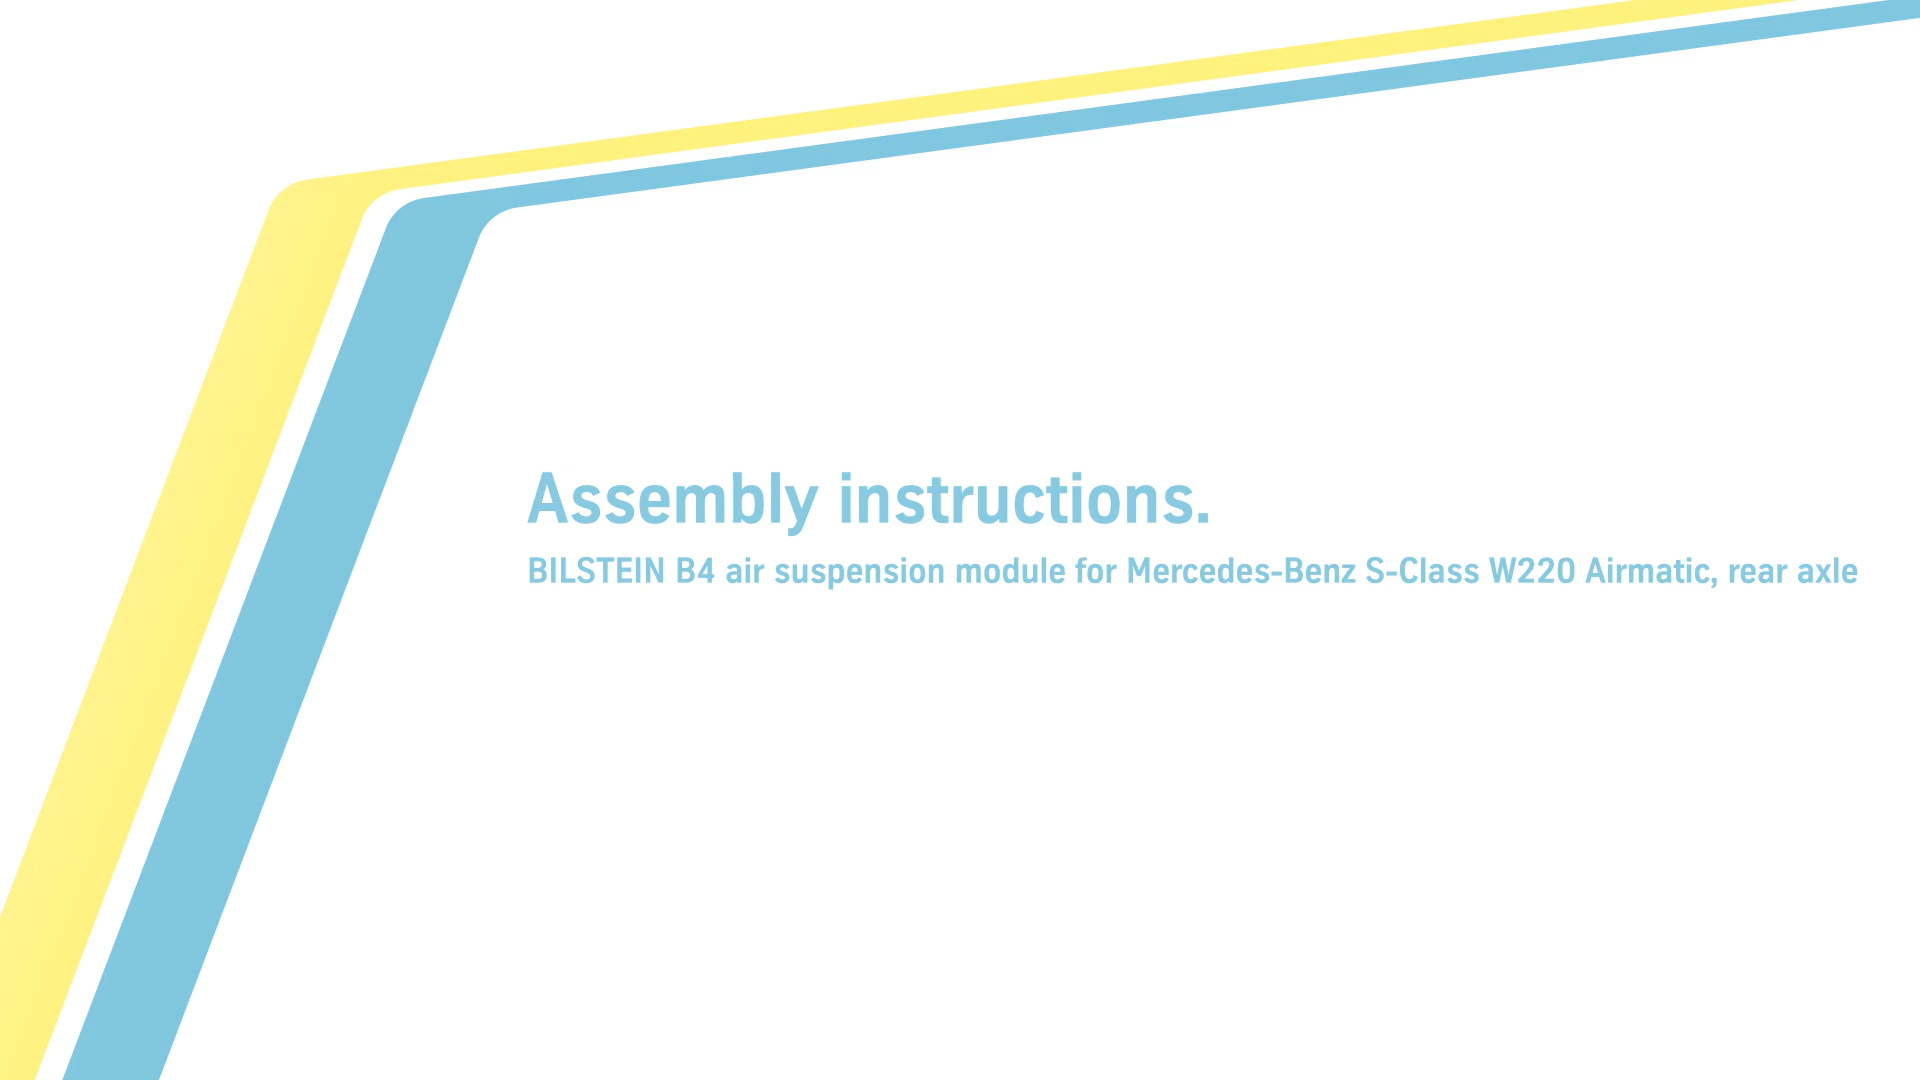 Assembly instructions.
BILSTEIN B4 air suspension module for Mercedes-Benz S-Class W220 Airmatic, rear axle